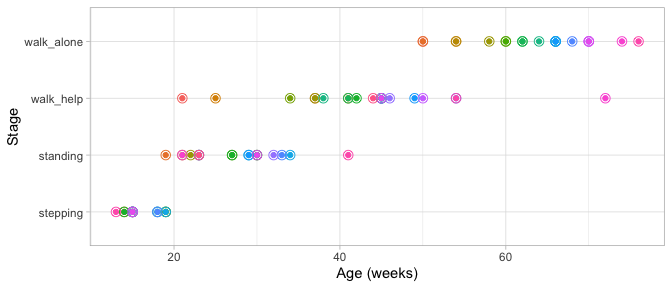 walk_alone
walk_help
standing
stepping
Stage
20
40
60
Age (weeks)